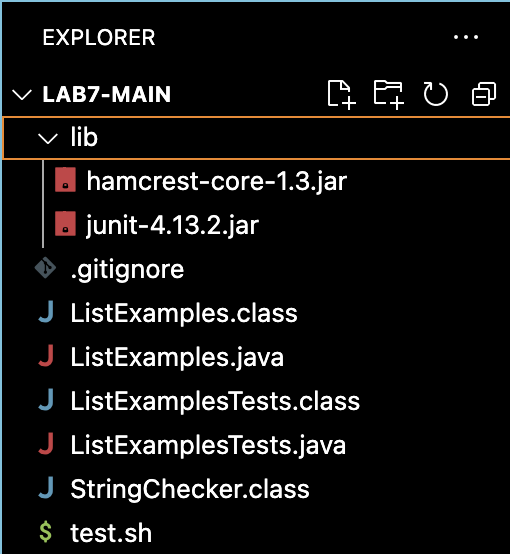 EXPLORER
LAB7-MAIN
lib
hamcrest-core-1.3.jar
junit-4.13.2.jar
.gitignore
ListExamples.class
ListExamples.java
ListExamplesTests.class
ListExamplesTests.java
StringChecker.class
test.sh